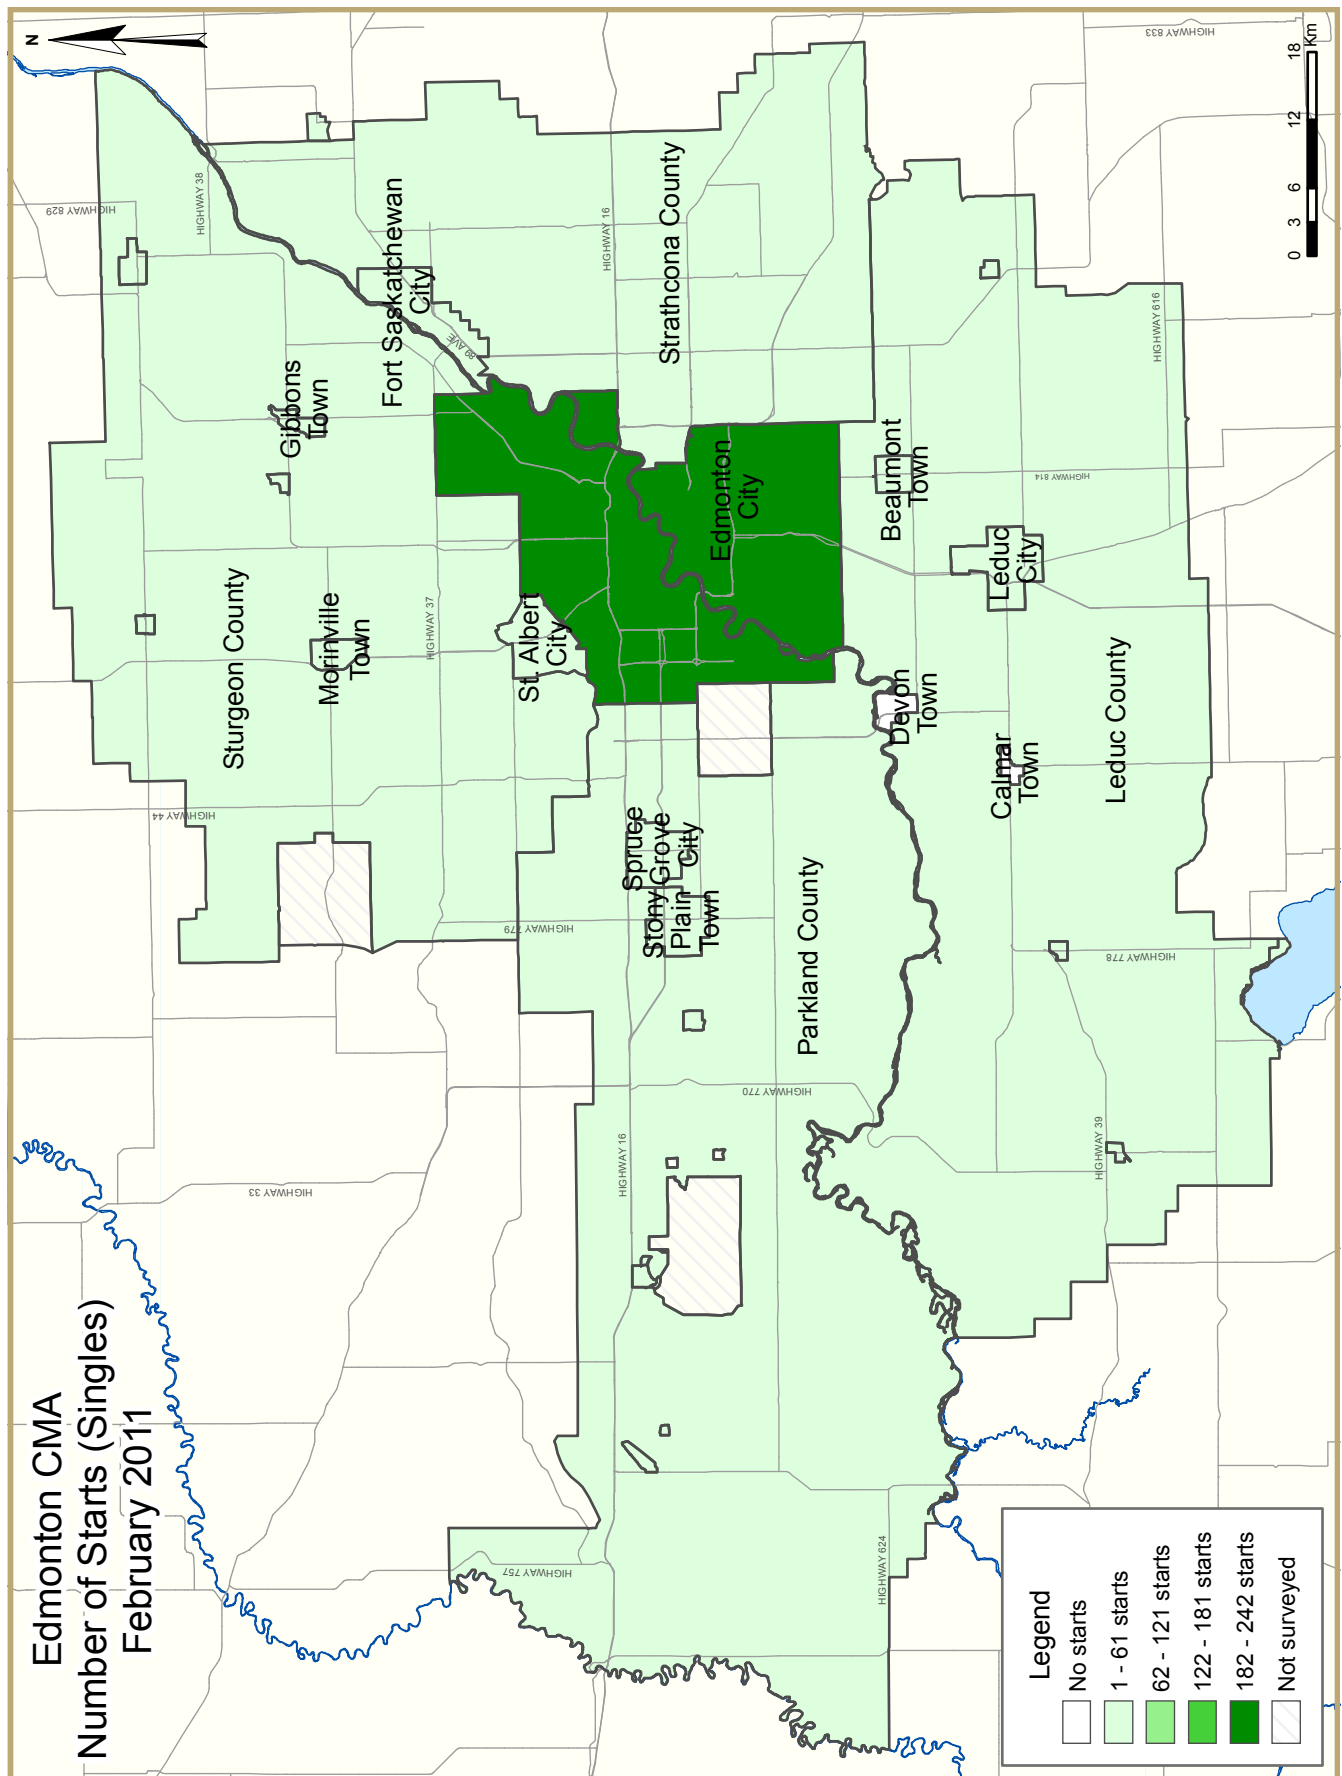 Edmonton CMA
Number of Starts (Singles)
February 2011
N
HIGHWAY 829
HIGHWAY 38
HIGHWAY 833
HIGHWAY 44
HIGHWAY 37
HIGHWAY 16
HIGHWAY 779
HIGHWAY 33
HIGHWAY 757
HIGHWAY 16
HIGHWAY 770
HIGHWAY 624
HIGHWAY 39
HIGHWAY 778
HIGHWAY 814
HIGHWAY 616
89 AVE
Sturgeon County
Gibbons
Town
Morinville
Town
Fort Saskatchewan
City
St. Albert
City
Strathcona County
Edmonton
City
Spruce
Grove
City
Stony
Plain
Town
Parkland County
Beaumont
Town
Devon
Town
Leduc
City
Calmar
Town
Leduc County
Legend
No starts
1 - 61 starts
62 - 121 starts
122 - 181 starts
182 - 242 starts
Not surveyed
0 3 6 12 18
Km